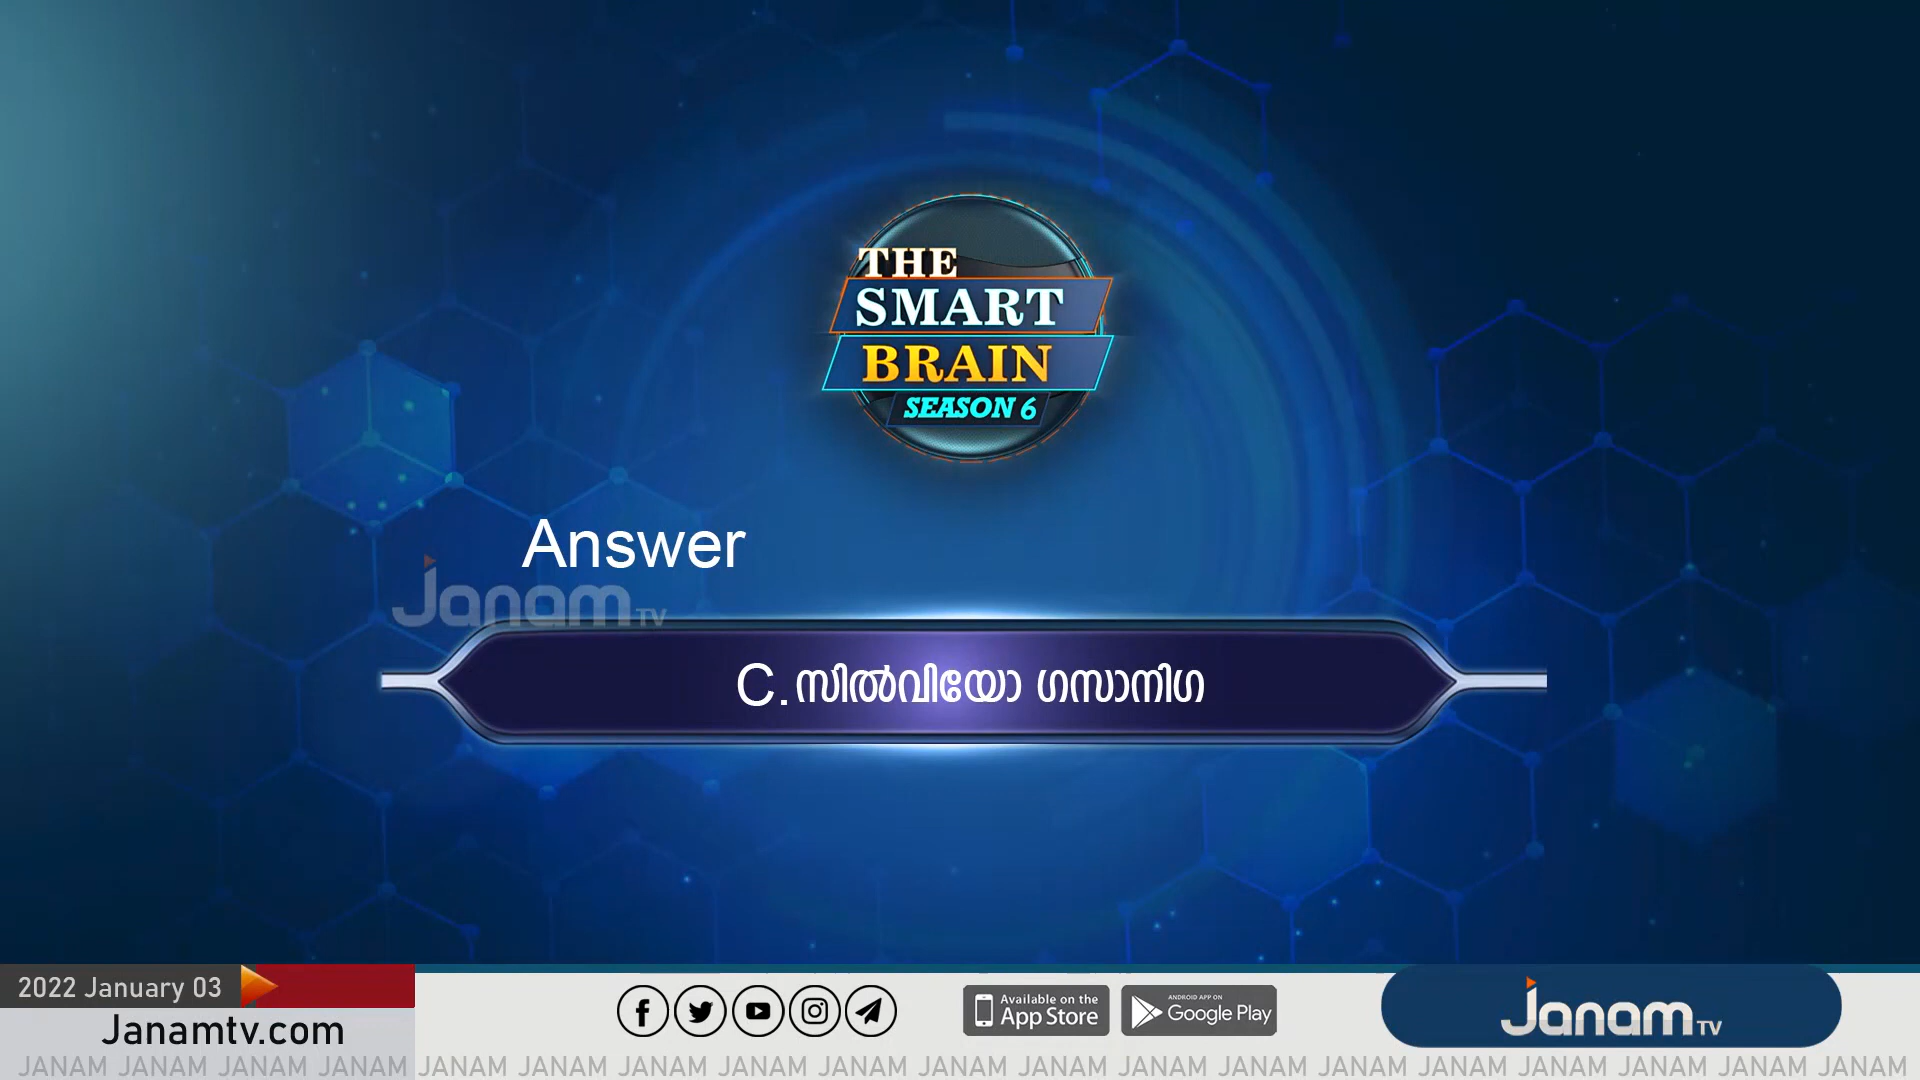 THE
SMART
BRAIN
SEASON 6
Answer
Janam TV
C. സിൽവിയോ ഗസാനിഗ
2022 January 03
Janamtv.com
Available on the
App Store
ANDROID APP ON
Google Play
Janam TV
JANAM JANAM JANAM JANAM JANAM JANAM JANAM JANAM JANAM JANAM JANAM JANAM JANAM JANAM JANAM JANAM JANAM JANAM JANAM